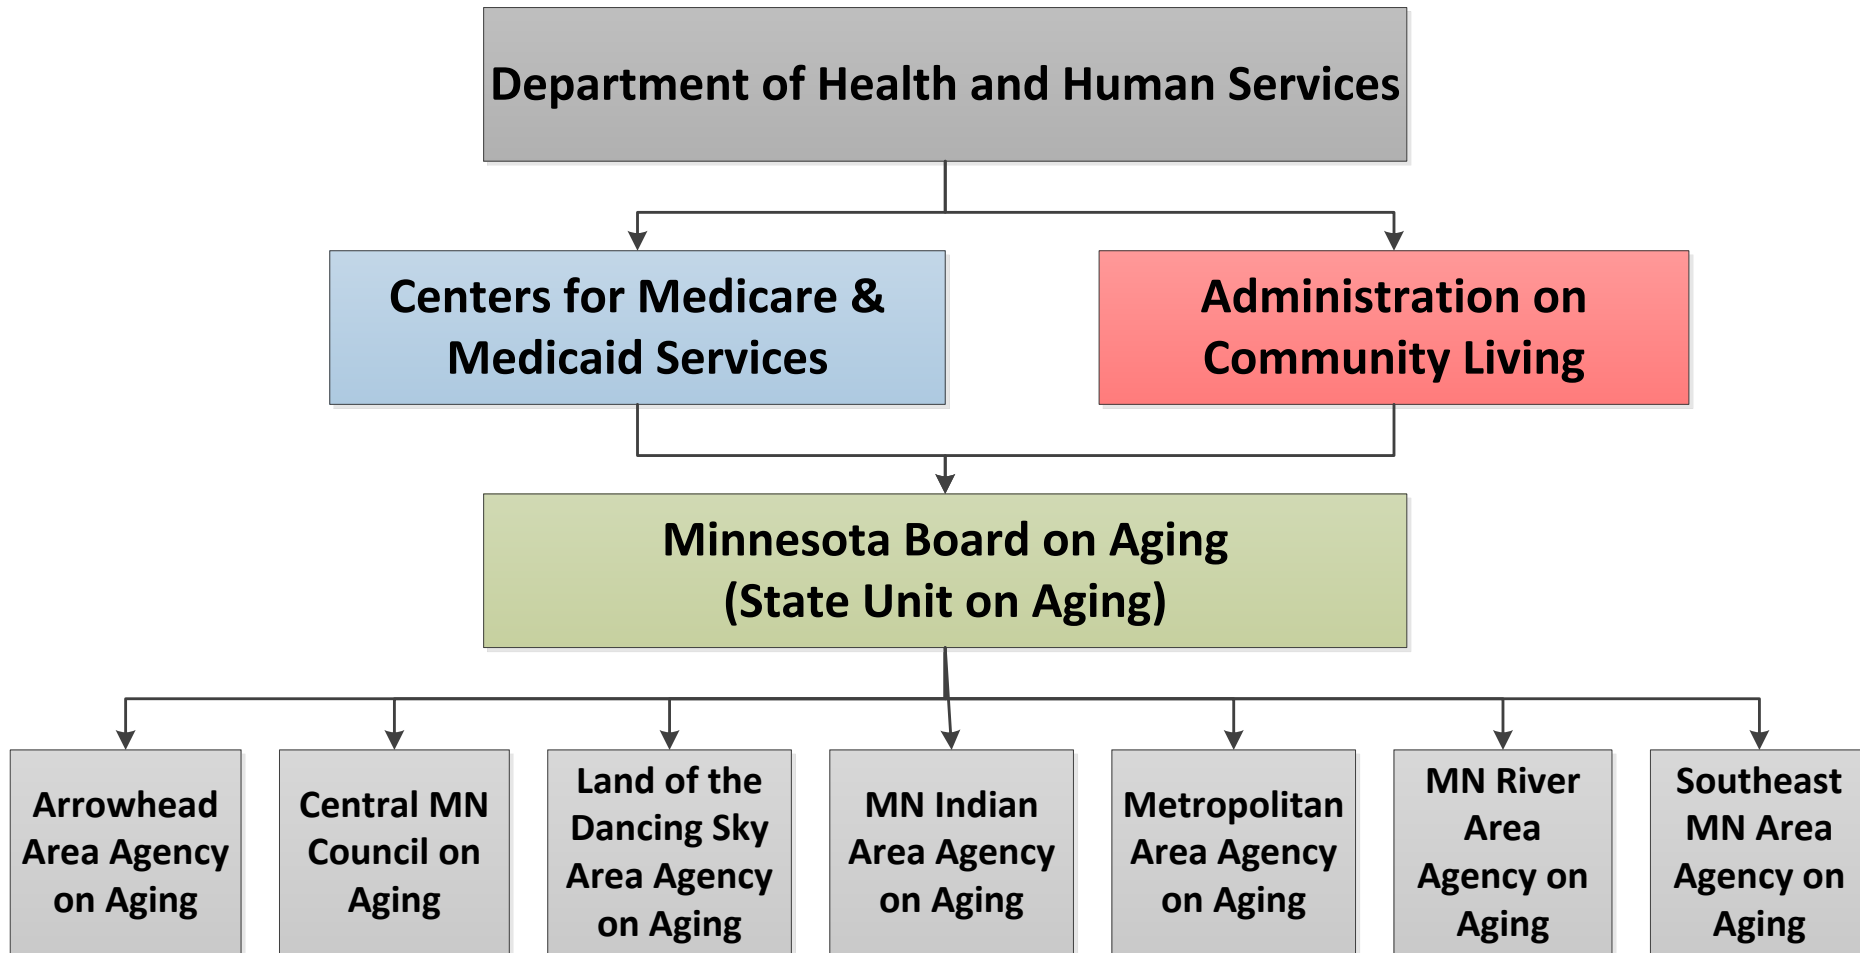 Department of Health and Human Services
Centers for Medicare &
Medicaid Services
Administration on
Community Living
Minnesota Board on Aging
(State Unit on Aging)
Arrowhead
Area Agency
on Aging
Central MN
Council on
Aging
Land of the
Dancing Sky
Area Agency
on Aging
MN Indian
Area Agency
on Aging
Metropolitan
Area Agency
on Aging
MN River
Area
Agency on
Aging
Southeast
MN Area
Agency on
Aging